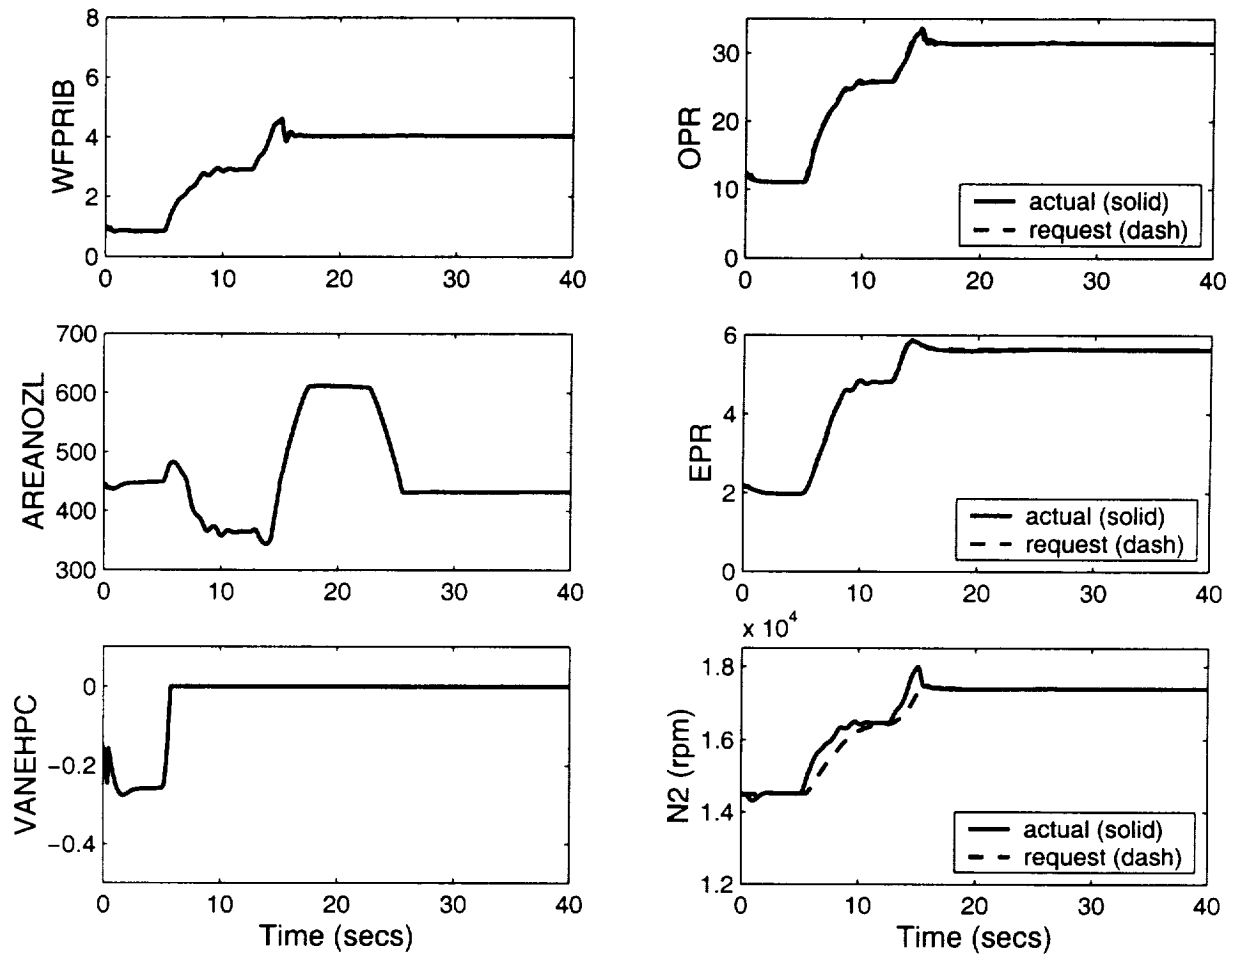 8
6
4
2
0
WFPRIB
0 10 20 30 40
30
20
10
0
OPR
actual (solid)
request (dash)
0 10 20 30 40
700
600
500
400
300
AREANOZL
0 10 20 30 40
6
4
2
0
EPR
actual (solid)
request (dash)
0 10 20 30 40
0
−0.2
−0.4
VANEHPC
0 10 20 30 40
Time (secs)
x 10⁴
1.8
1.6
1.4
1.2
N2 (rpm)
actual (solid)
request (dash)
0 10 20 30 40
Time (secs)